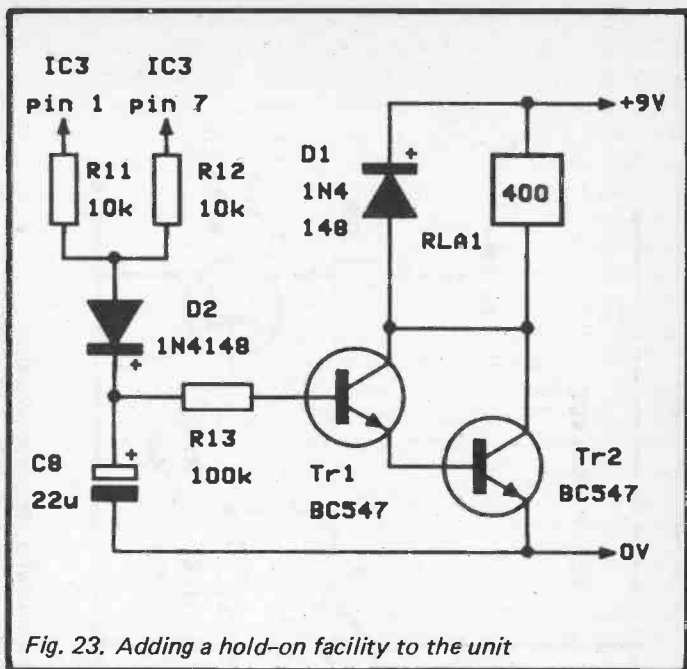 IC3 IC3
pin 1 pin 7
+9V
R11
10k
R12
10k
D1
1N4
148
+
400
RLA1
D2
1N4148
+
R13
100k
C8
22u
+
Tr1
BC547
Tr2
BC547
0V
Fig. 23. Adding a hold-on facility to the unit